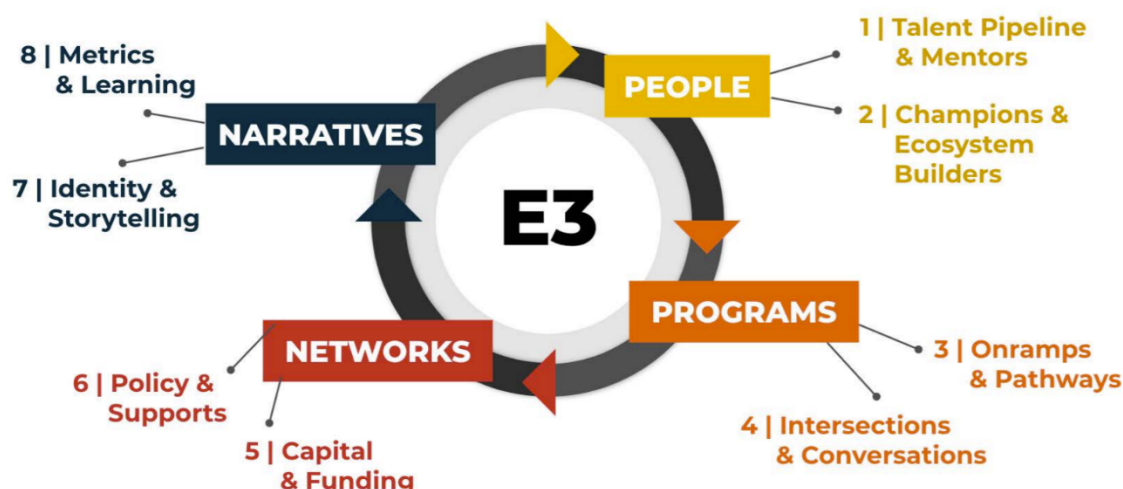 E3
PEOPLE
1 | Talent Pipeline
& Mentors
2 | Champions &
Ecosystem
Builders
PROGRAMS
3 | Onramps
& Pathways
4 | Intersections
& Conversations
NETWORKS
5 | Capital
& Funding
6 | Policy &
Supports
NARRATIVES
7 | Identity &
Storytelling
8 | Metrics
& Learning